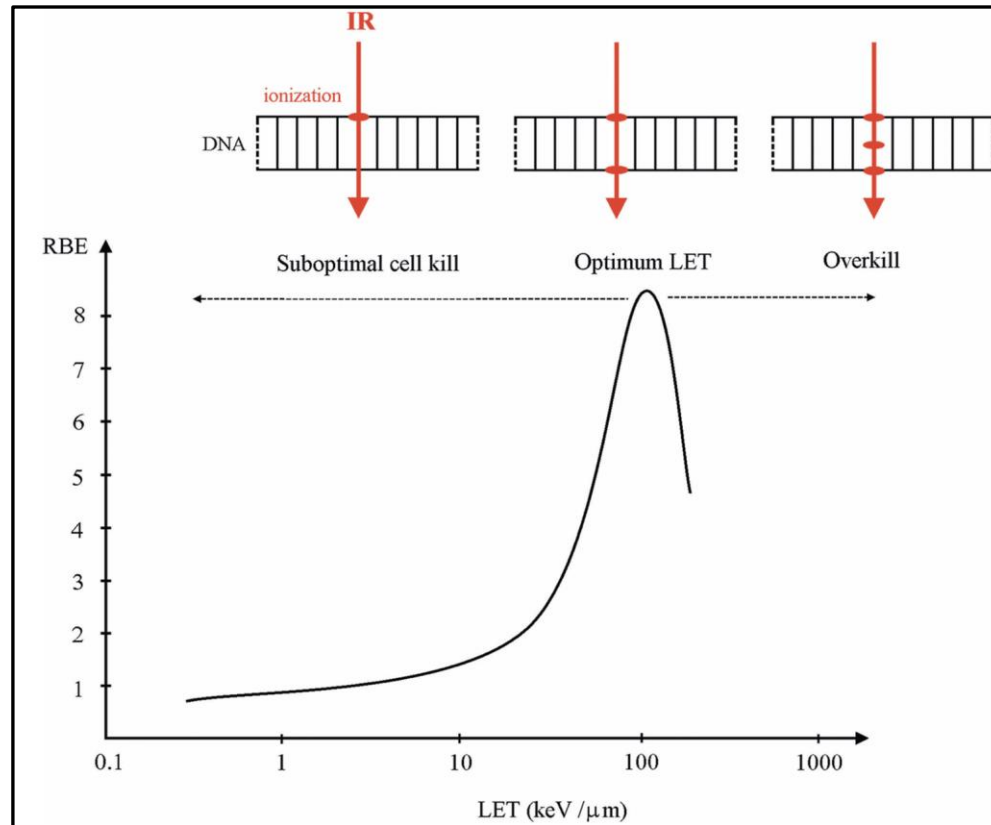 IR
ionization
DNA
RBE
Suboptimal cell kill
Optimum LET
Overkill
8
7
6
5
4
3
2
1
0.1 1 10 100 1000
LET (keV /μm)